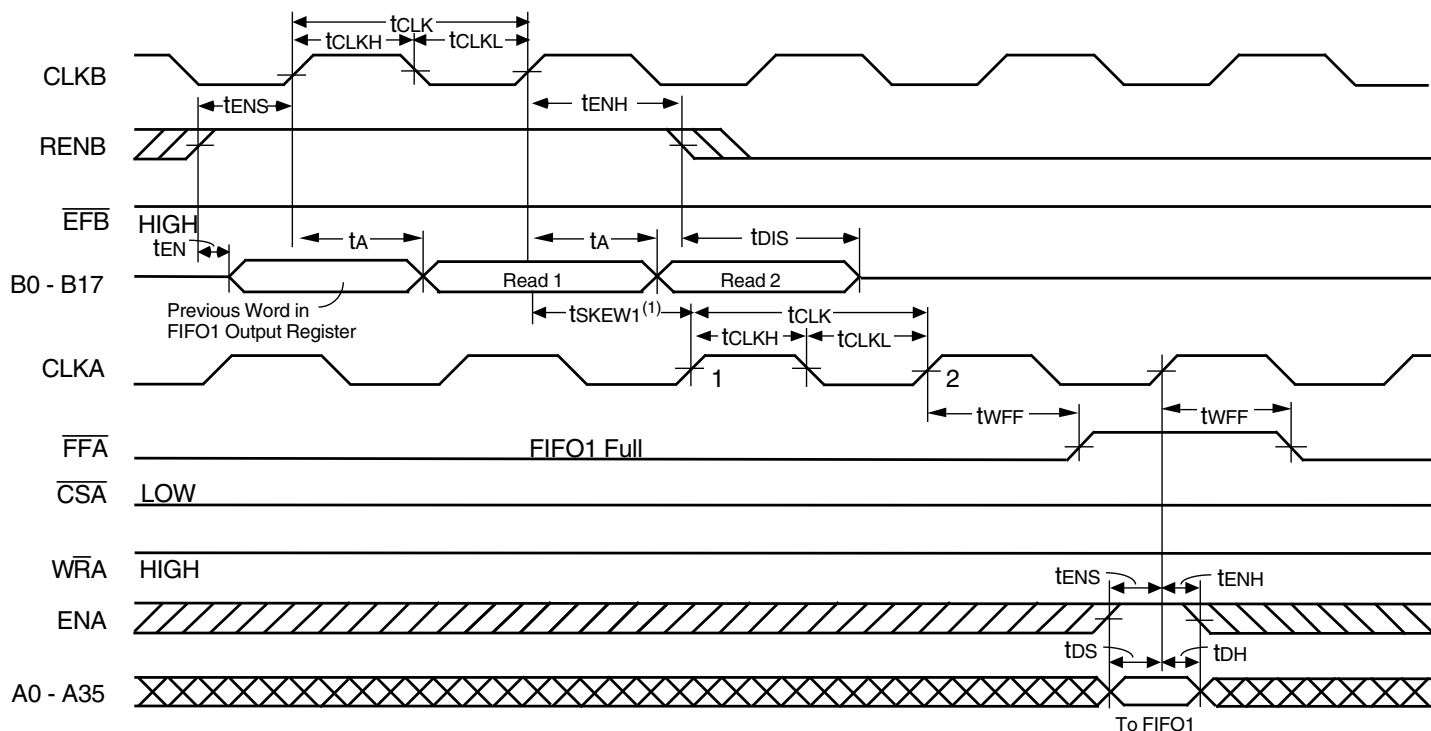 tCLK
tCLKH tCLKL
CLKB
tENS tENH
RENB
EFB HIGH
tEN tA tA tDIS
B0 - B17 Read 1 Read 2
Previous Word in
FIFO1 Output Register
tSKEW1(1) tCLK
tCLKH tCLKL
CLKA 1 2
tWFF tWFF
FFA FIFO1 Full
CSA LOW
WRA HIGH
tENS tENH
ENA
tDS tDH
A0 - A35
To FIFO1